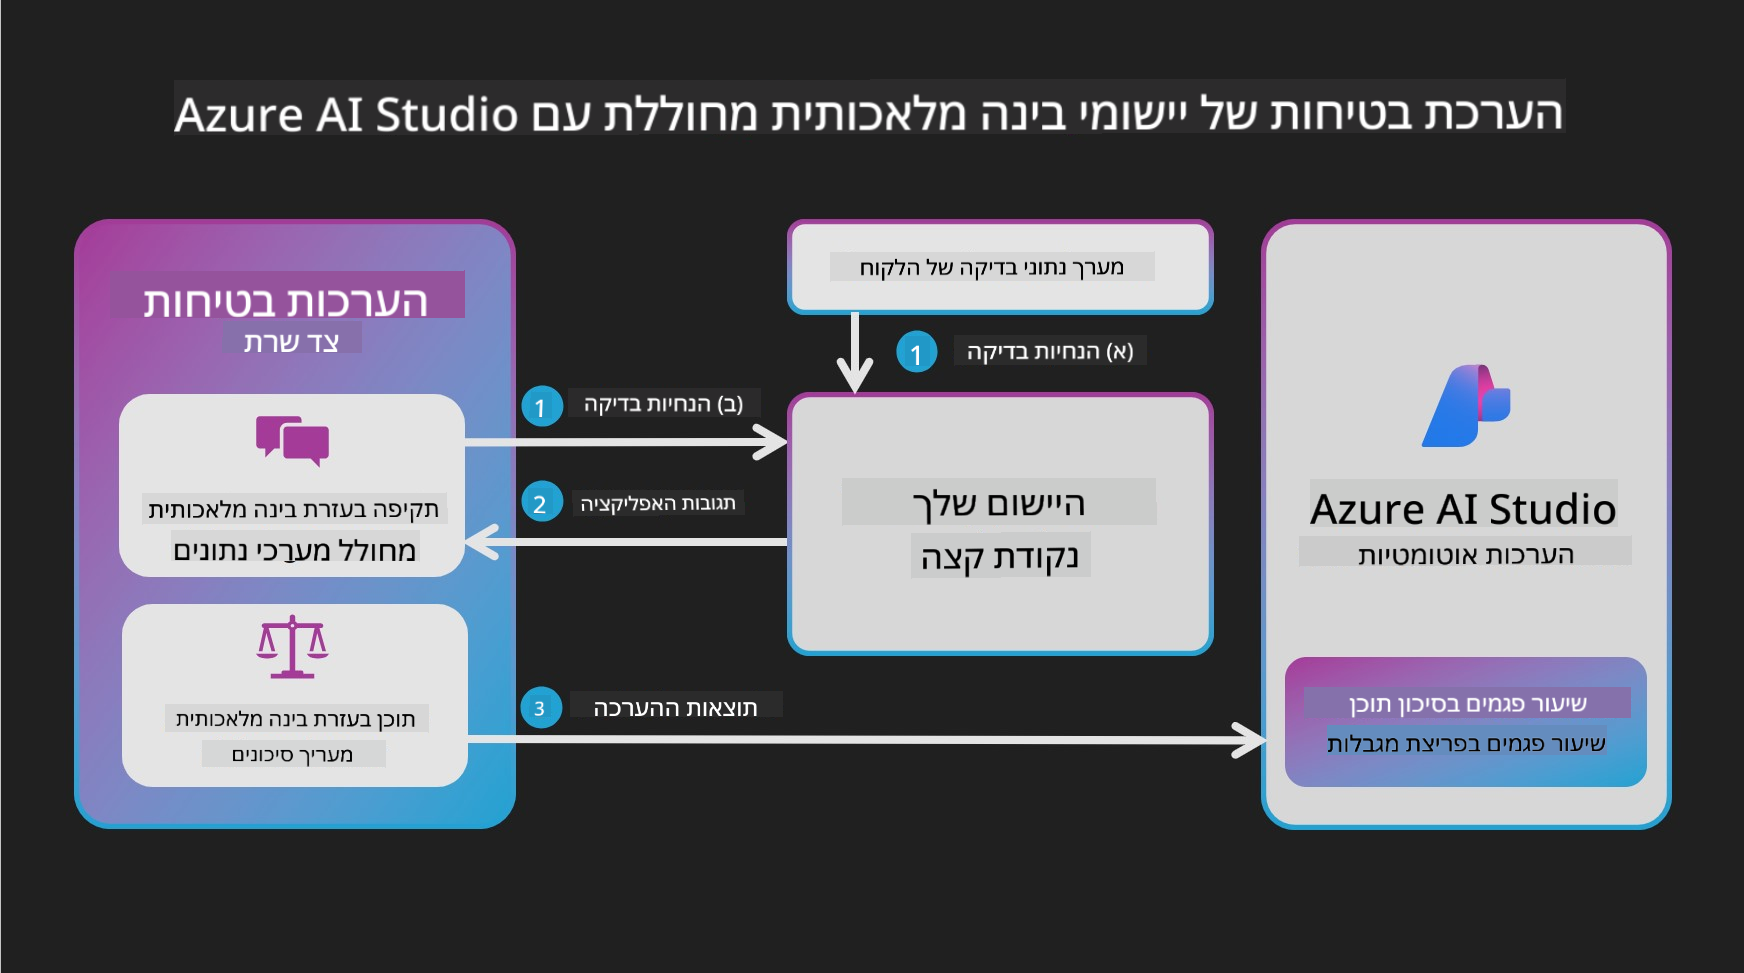 הערכת בטיחות של יישומי בינה מלאכותית מחוללת עם Azure AI Studio
הערכות בטיחות
צד שרת
תקיפה בעזרת בינה מלאכותית
מחולל מערכי נתונים
תוכן בעזרת בינה מלאכותית
מעריך סיכונים
מערך נתוני בדיקה של הלקוח
1 (א) הנחיות בדיקה
1 (ב) הנחיות בדיקה
2 תגובות האפליקציה
היישום שלך
נקודת קצה
3 תוצאות ההערכה
Azure AI Studio
הערכות אוטומטיות
שיעור פגמים בסיכון תוכן
שיעור פגמים בפריצת מגבלות